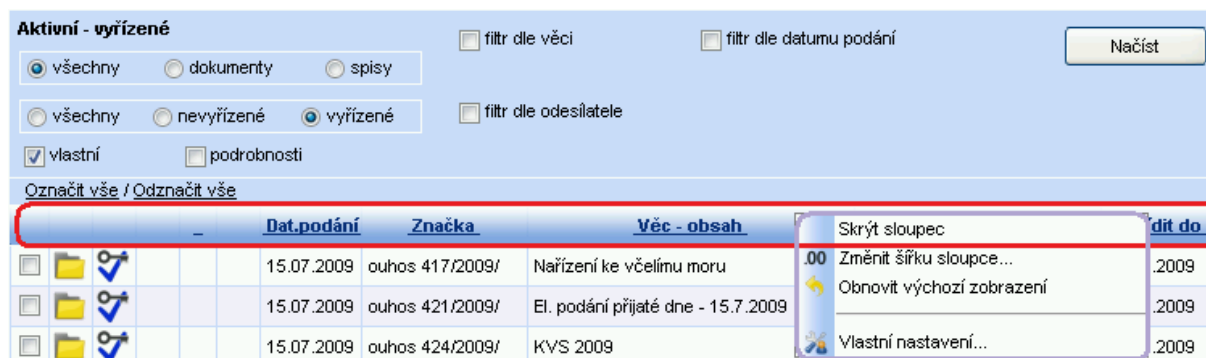 Aktivní - vyřízené
filtr dle věci
filtr dle datumu podání
Načíst
všechny dokumenty spisy
všechny nevyřízené vyřízené
filtr dle odesílatele
vlastní podrobnosti
Označit vše / Odznačit vše
Dat.podání Značka Věc - obsah Skrýt sloupec dit do
15.07.2009 ouhos 417/2009/ Nařízení ke včelímu moru .00 Změnit šířku sloupce... .2009
Obnovit výchozí zobrazení
15.07.2009 ouhos 421/2009/ El. podání přijaté dne - 15.7.2009 .2009
15.07.2009 ouhos 424/2009/ KVS 2009 Vlastní nastavení... .2009